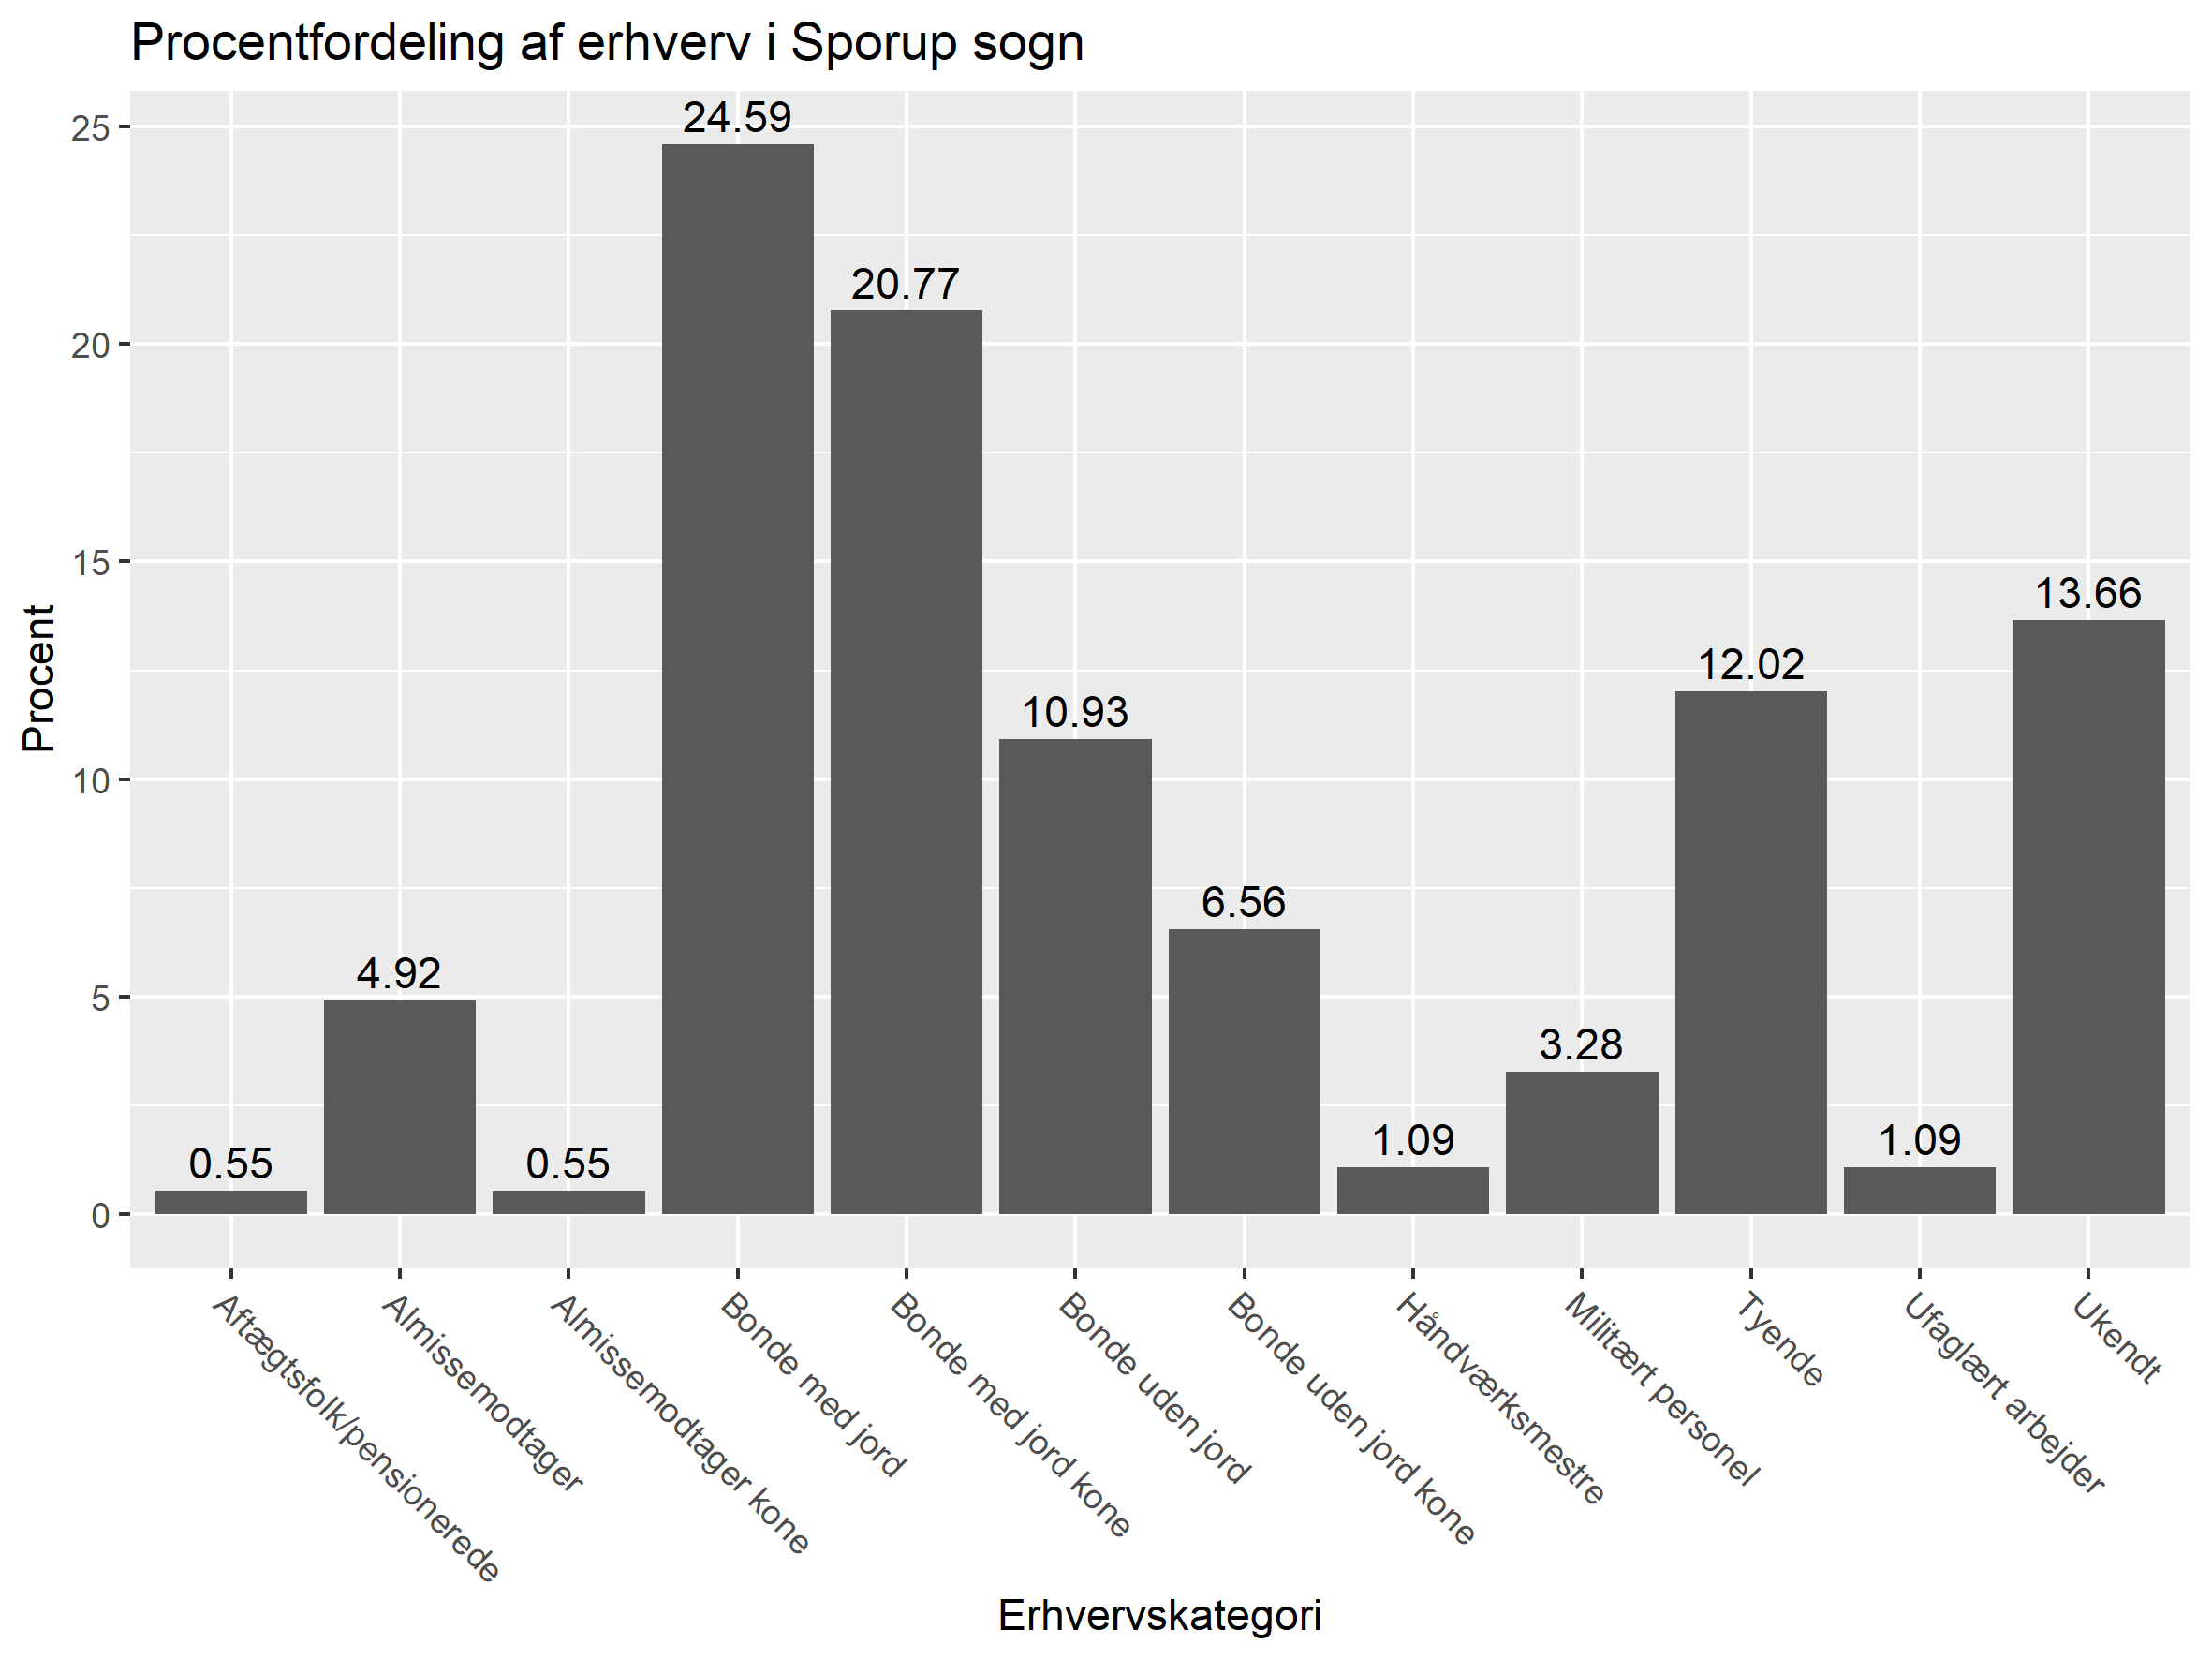 Procentfordeling af erhverv i Sporup sogn
Procent
25
20
15
10
5
0
0.55
4.92
0.55
24.59
20.77
10.93
6.56
1.09
3.28
12.02
1.09
13.66
Aftægtsfolk/pensionerede
Almissemodtager
Almissemodtager kone
Bonde med jord
Bonde med jord kone
Bonde uden jord
Bonde uden jord kone
Håndværksmestre
Militært personel
Tyende
Ufaglært arbejder
Ukendt
Erhvervskategori